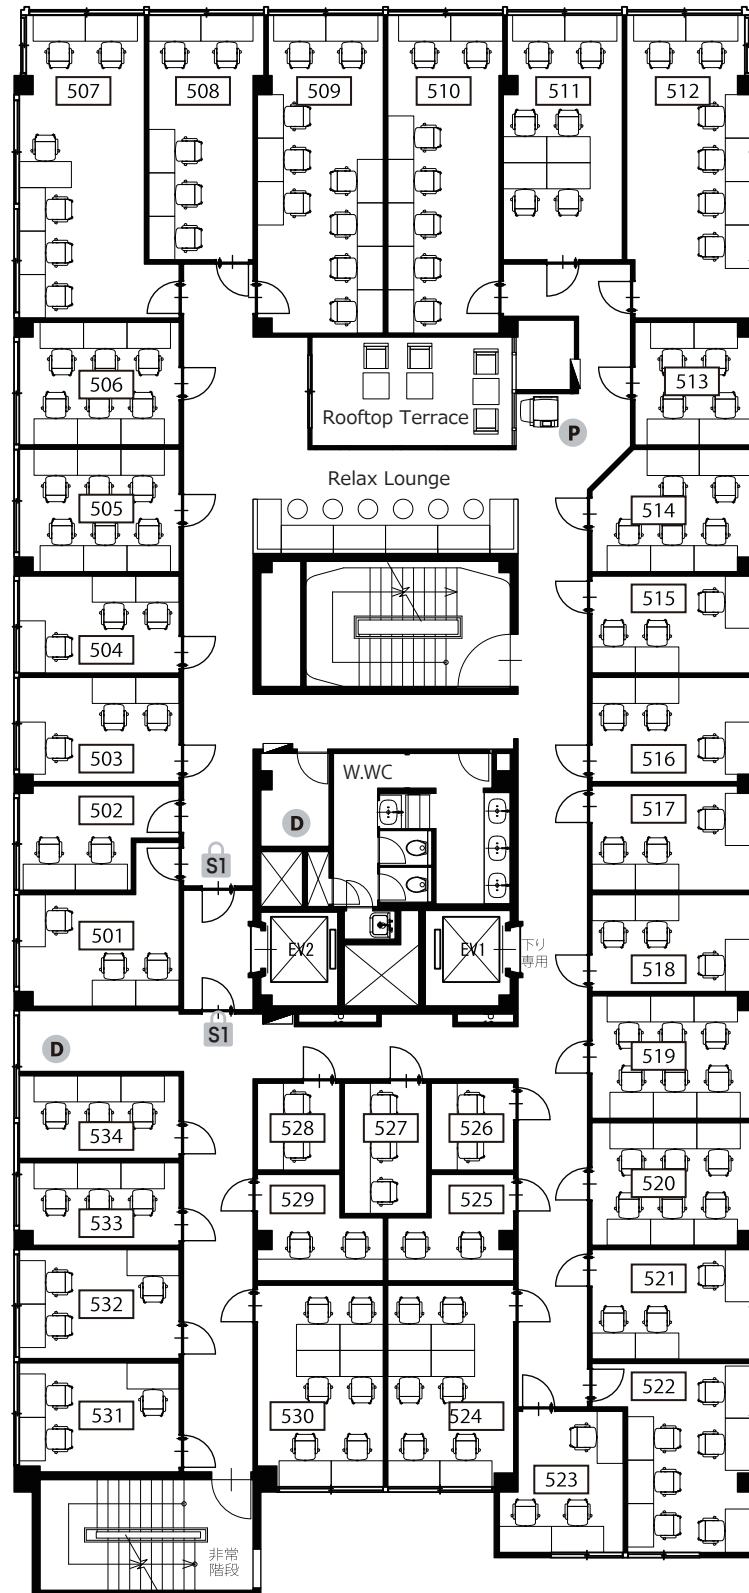 507
508
509
510
511
512
506
513
Rooftop Terrace
P
Relax Lounge
505
514
504
515
503
516
W.WC
502
517
D
S1
501
EV2
EV1
下り
専用
518
S1
D
519
534
528
527
526
520
533
529
525
532
521
531
530
524
522
523
非常
階段